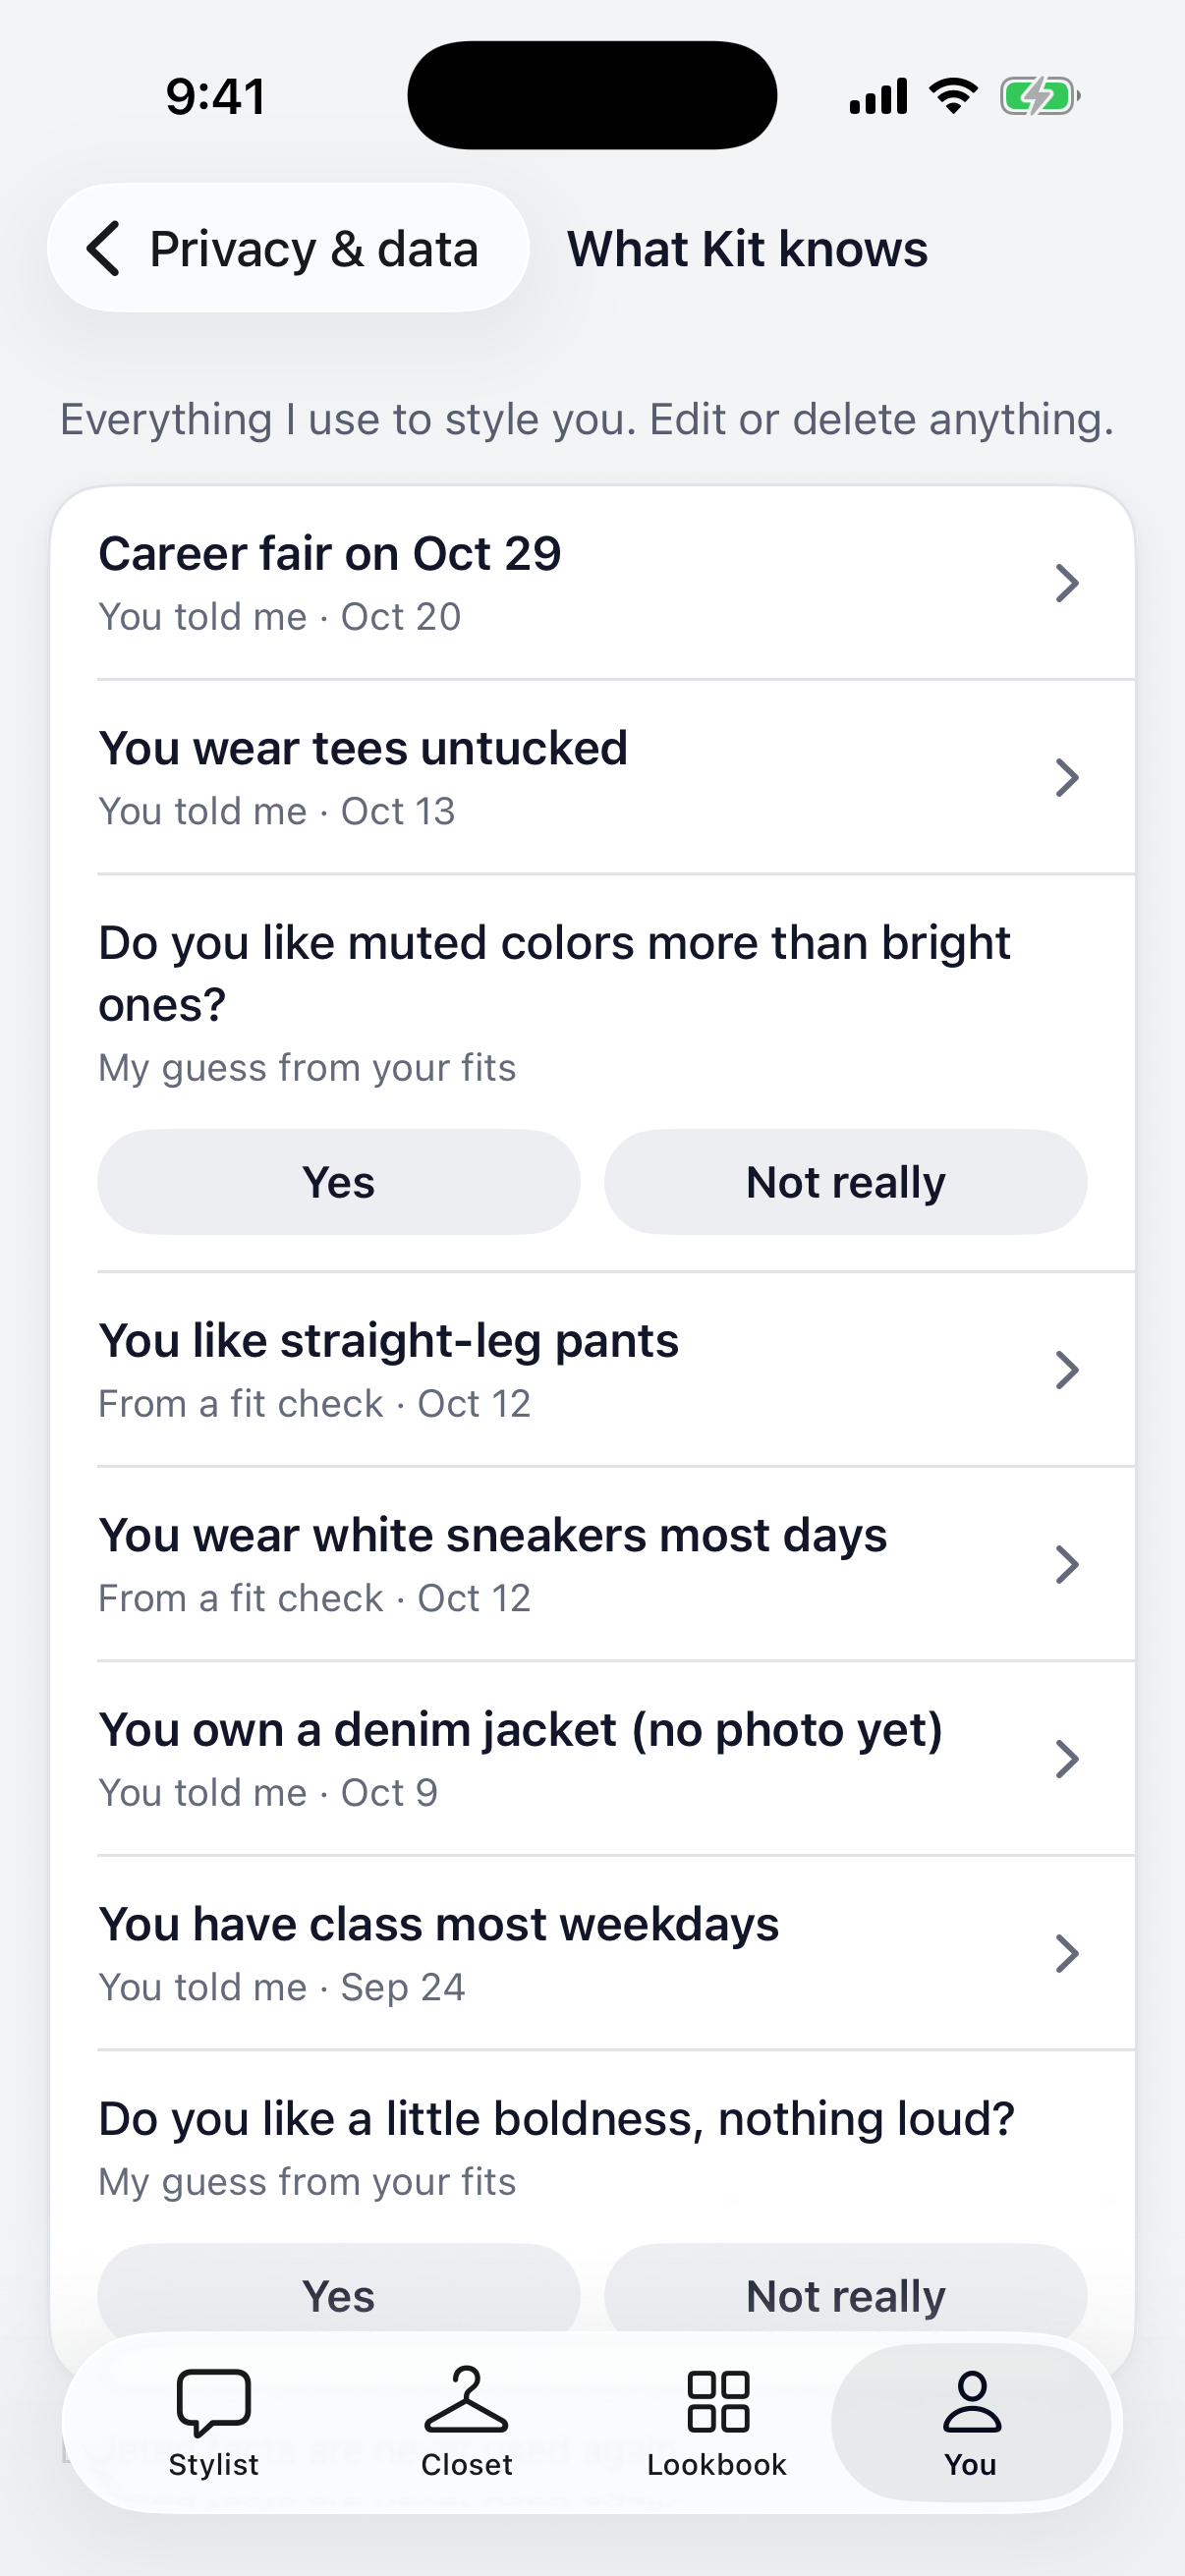 9:41
Privacy & data
What Kit knows
Everything I use to style you. Edit or delete anything.
Career fair on Oct 29
You told me · Oct 20
You wear tees untucked
You told me · Oct 13
Do you like muted colors more than bright
ones?
My guess from your fits
Yes
Not really
You like straight-leg pants
From a fit check · Oct 12
You wear white sneakers most days
From a fit check · Oct 12
You own a denim jacket (no photo yet)
You told me · Oct 9
You have class most weekdays
You told me · Sep 24
Do you like a little boldness, nothing loud?
My guess from your fits
Yes
Not really
Stylist
Closet
Lookbook
You